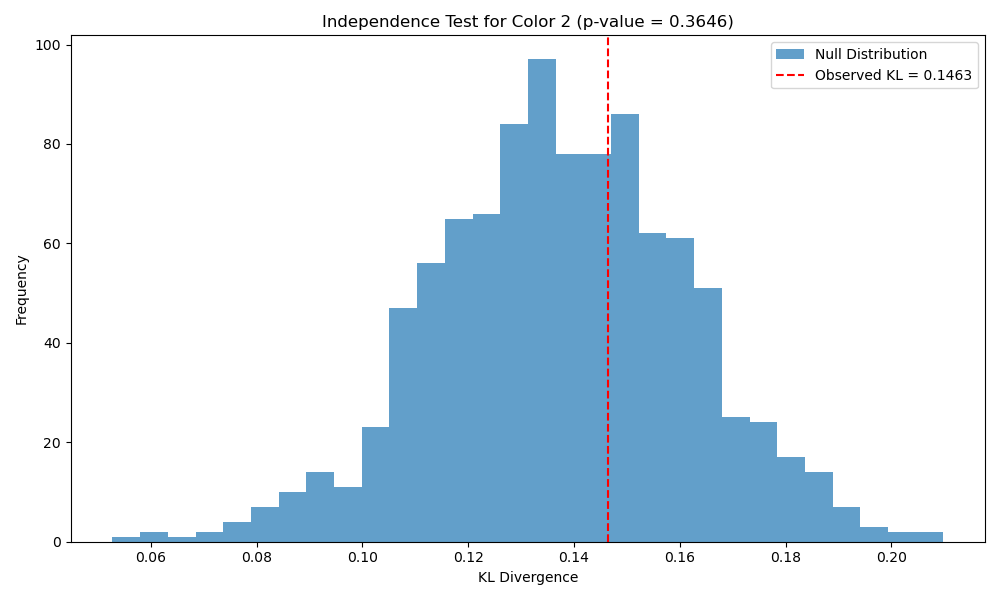 Independence Test for Color 2 (p-value = 0.3646)
Null Distribution
Observed KL = 0.1463
100
80
60
40
20
0
Frequency
0.06 0.08 0.10 0.12 0.14 0.16 0.18 0.20
KL Divergence